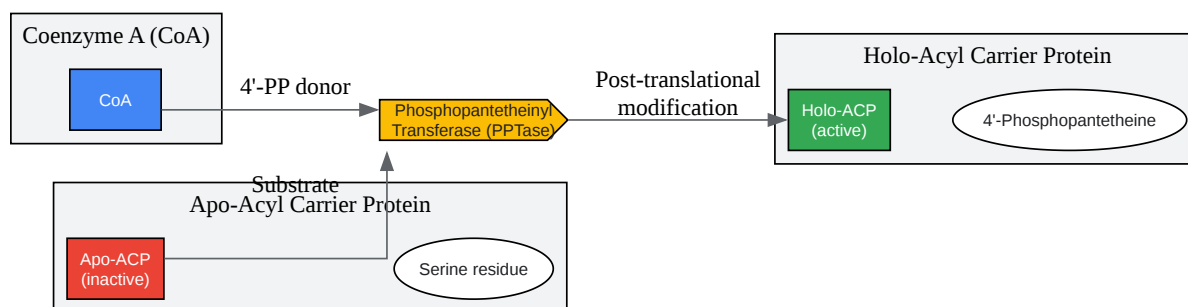 Coenzyme A (CoA)
CoA
4'-PP donor
Phosphopantetheinyl
Transferase (PPTase)
Post-translational
modification
Holo-Acyl Carrier Protein
Holo-ACP
(active)
4'-Phosphopantetheine
Substrate
Apo-Acyl Carrier Protein
Apo-ACP
(inactive)
Serine residue